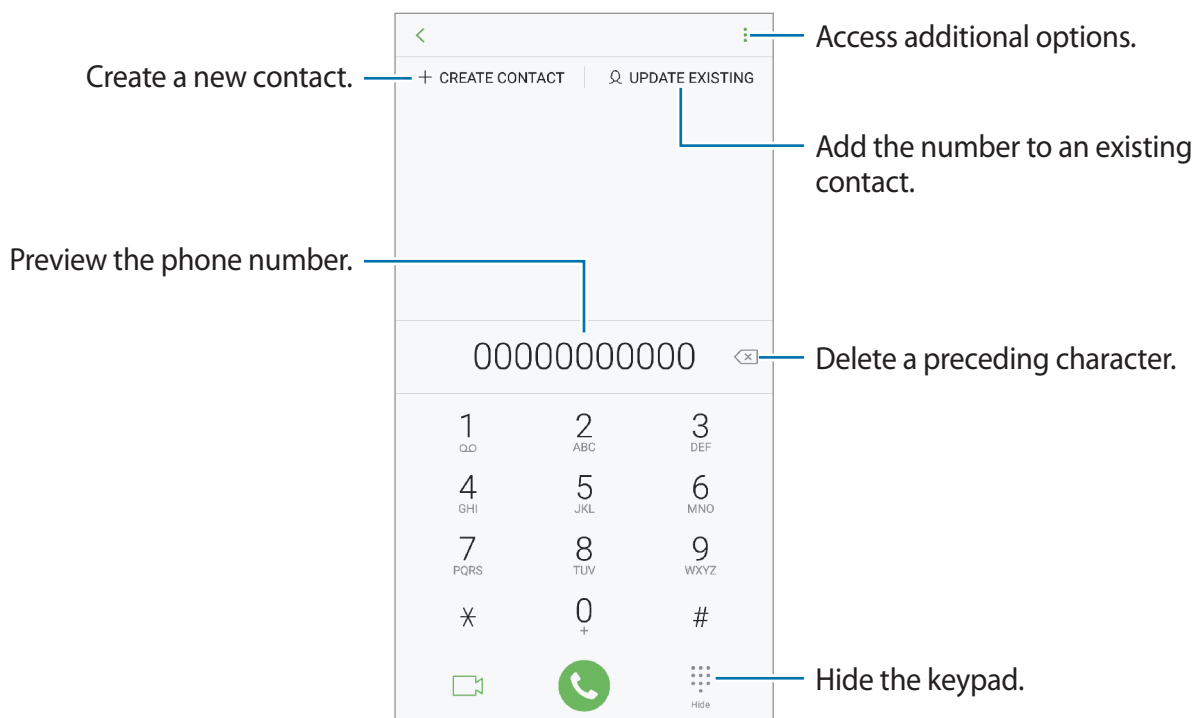 Access additional options.
Create a new contact.
CREATE CONTACT
UPDATE EXISTING
Add the number to an existing
contact.
Preview the phone number.
00000000000
Delete a preceding character.
1
2
ABC
3
DEF
4
GHI
5
JKL
6
MNO
7
PQRS
8
TUV
9
WXYZ
*
0
+
#
Hide
Hide the keypad.